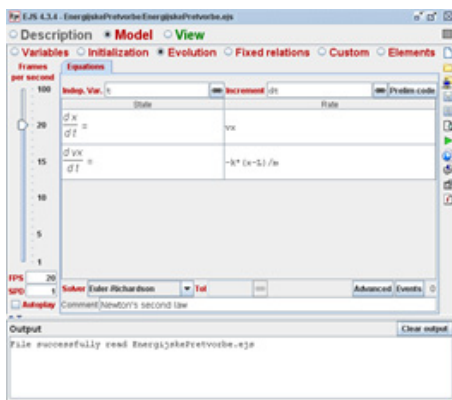 EJS 4.3.4 - EnergijskePretvorbe/EnergijskePretvorbe.ejs
Description Model View
Variables Initialization Evolution Fixed relations Custom Elements
Frames
per second
100
20
15
10
5
1
FPS 20
SPD 1
Autoplay
Equations
Indep. Var. t Increment dt Prelim code
State Rate
dx/dt = vx
dvx/dt = -k*(x-L)/m
Solver Euler-Richardson Tol Advanced Events 0
Comment Newton's second law
Output Clear output
File successfully read EnergijskePretvorbe.ejs